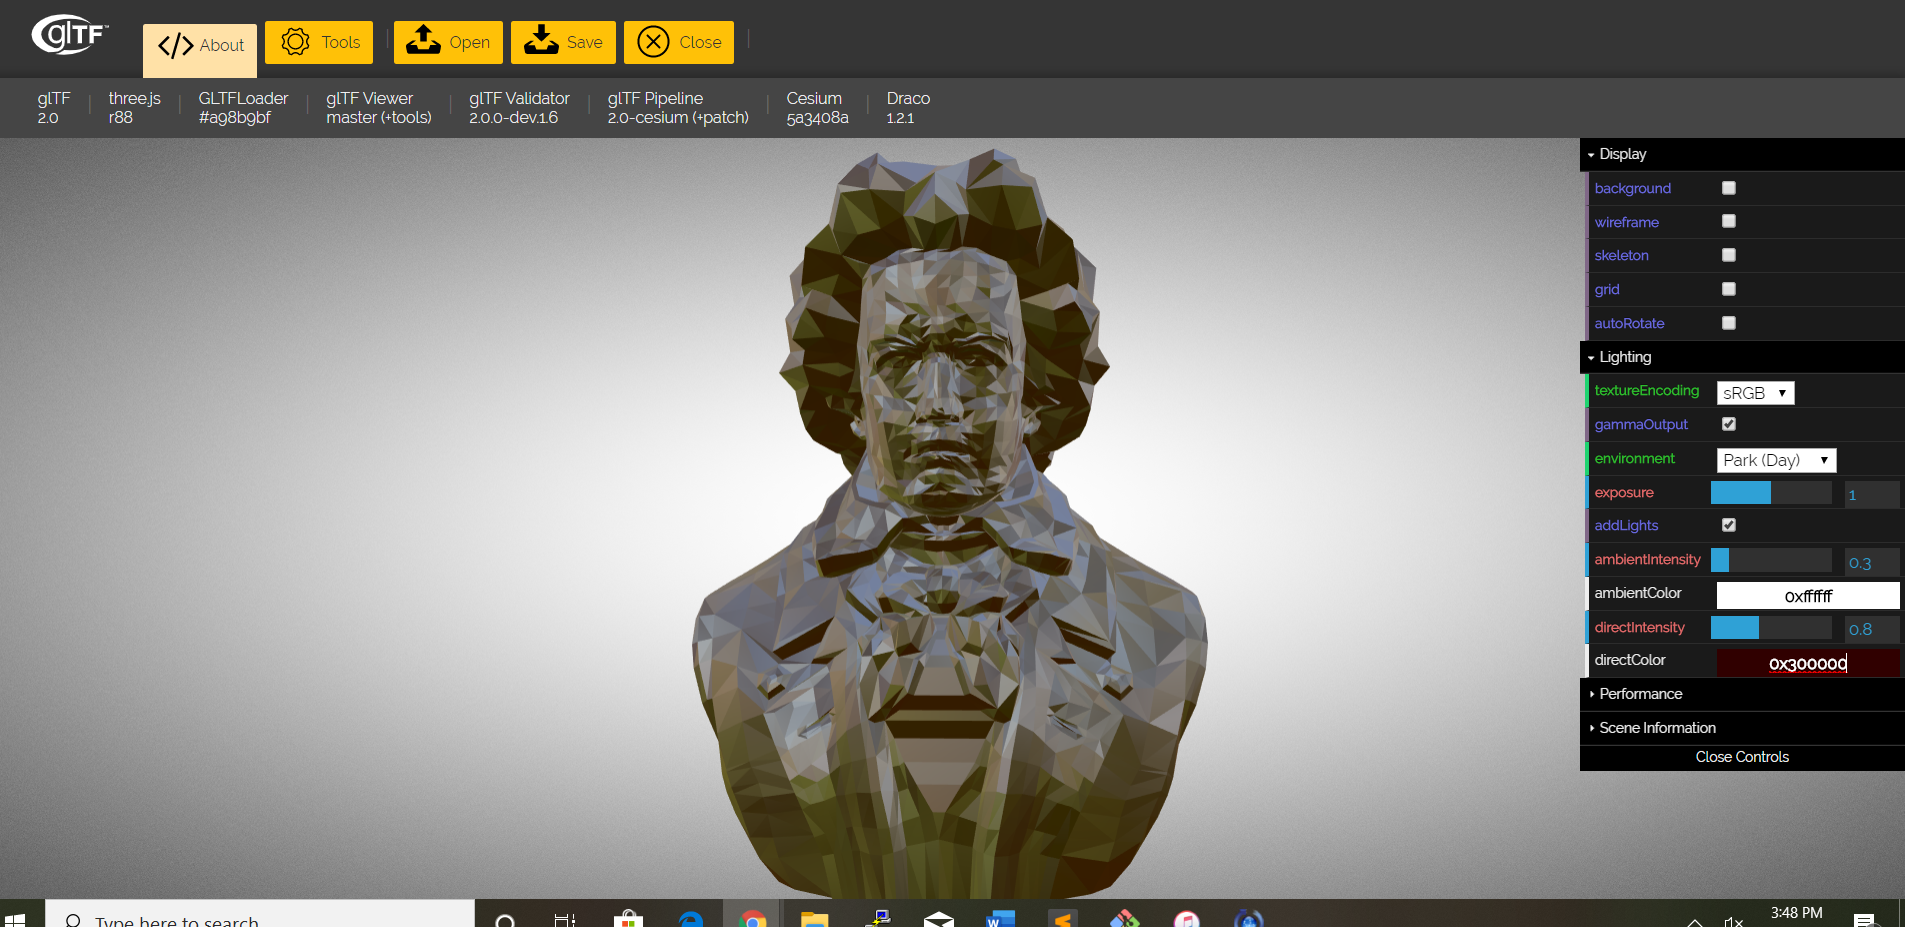 glTF™
About
Tools
Open
Save
Close
glTF
2.0
three.js
r88
GLTFLoader
#a98b9bf
glTF Viewer
master (+tools)
glTF Validator
2.0.0-dev.1.6
glTF Pipeline
2.0-cesium (+patch)
Cesium
5a3408a
Draco
1.2.1
Display
background
wireframe
skeleton
grid
autoRotate
Lighting
textureEncoding sRGB
gammaOutput
environment Park (Day)
exposure 1
addLights
ambientIntensity 0.3
ambientColor 0xffffff
directIntensity 0.8
directColor 0x30000
Performance
Scene Information
Close Controls
Type here to search
W
3:48 PM